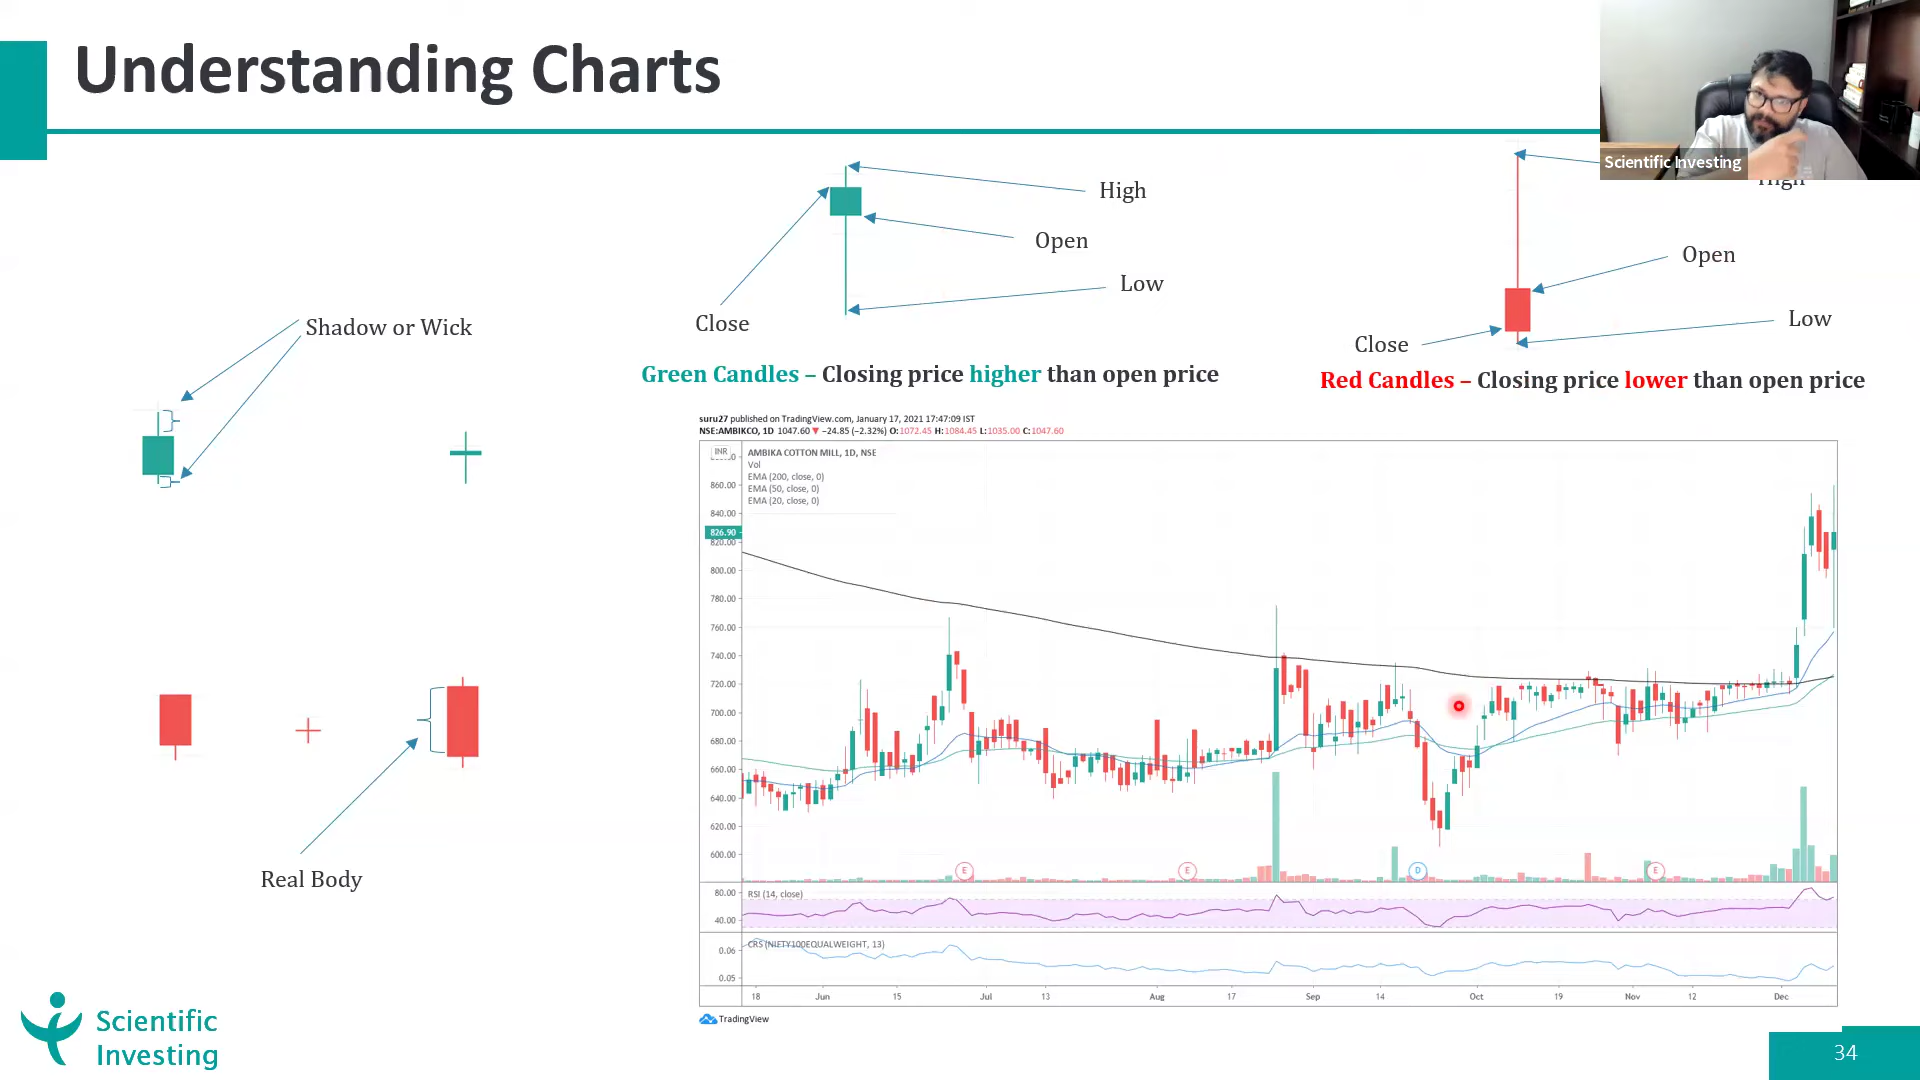 Understanding Charts
Scientific Investing
High
Open
Low
Close
Green Candles – Closing price higher than open price
High
Open
Low
Close
Red Candles – Closing price lower than open price
Shadow or Wick
Real Body
suru27 published on TradingView.com, January 17, 2021 17:47:09 IST
NSE:AMBIKCO, 1D 1047.60 ▼ −24.85 (−2.32%) O:1072.45 H:1084.45 L:1035.00 C:1047.60
INR
AMBIKA COTTON MILL, 1D, NSE
Vol
EMA (200, close, 0)
EMA (50, close, 0)
EMA (20, close, 0)
860.00
840.00
826.90
820.00
800.00
780.00
760.00
740.00
720.00
700.00
680.00
660.00
640.00
620.00
600.00
E E D E
80.00
RSI (14, close)
40.00
CRS (NIFTY100EQUALWEIGHT, 13)
0.06
0.05
18 Jun 15 Jul 13 Aug 17 Sep 14 Oct 19 Nov 12 Dec
TradingView
Scientific
Investing
34